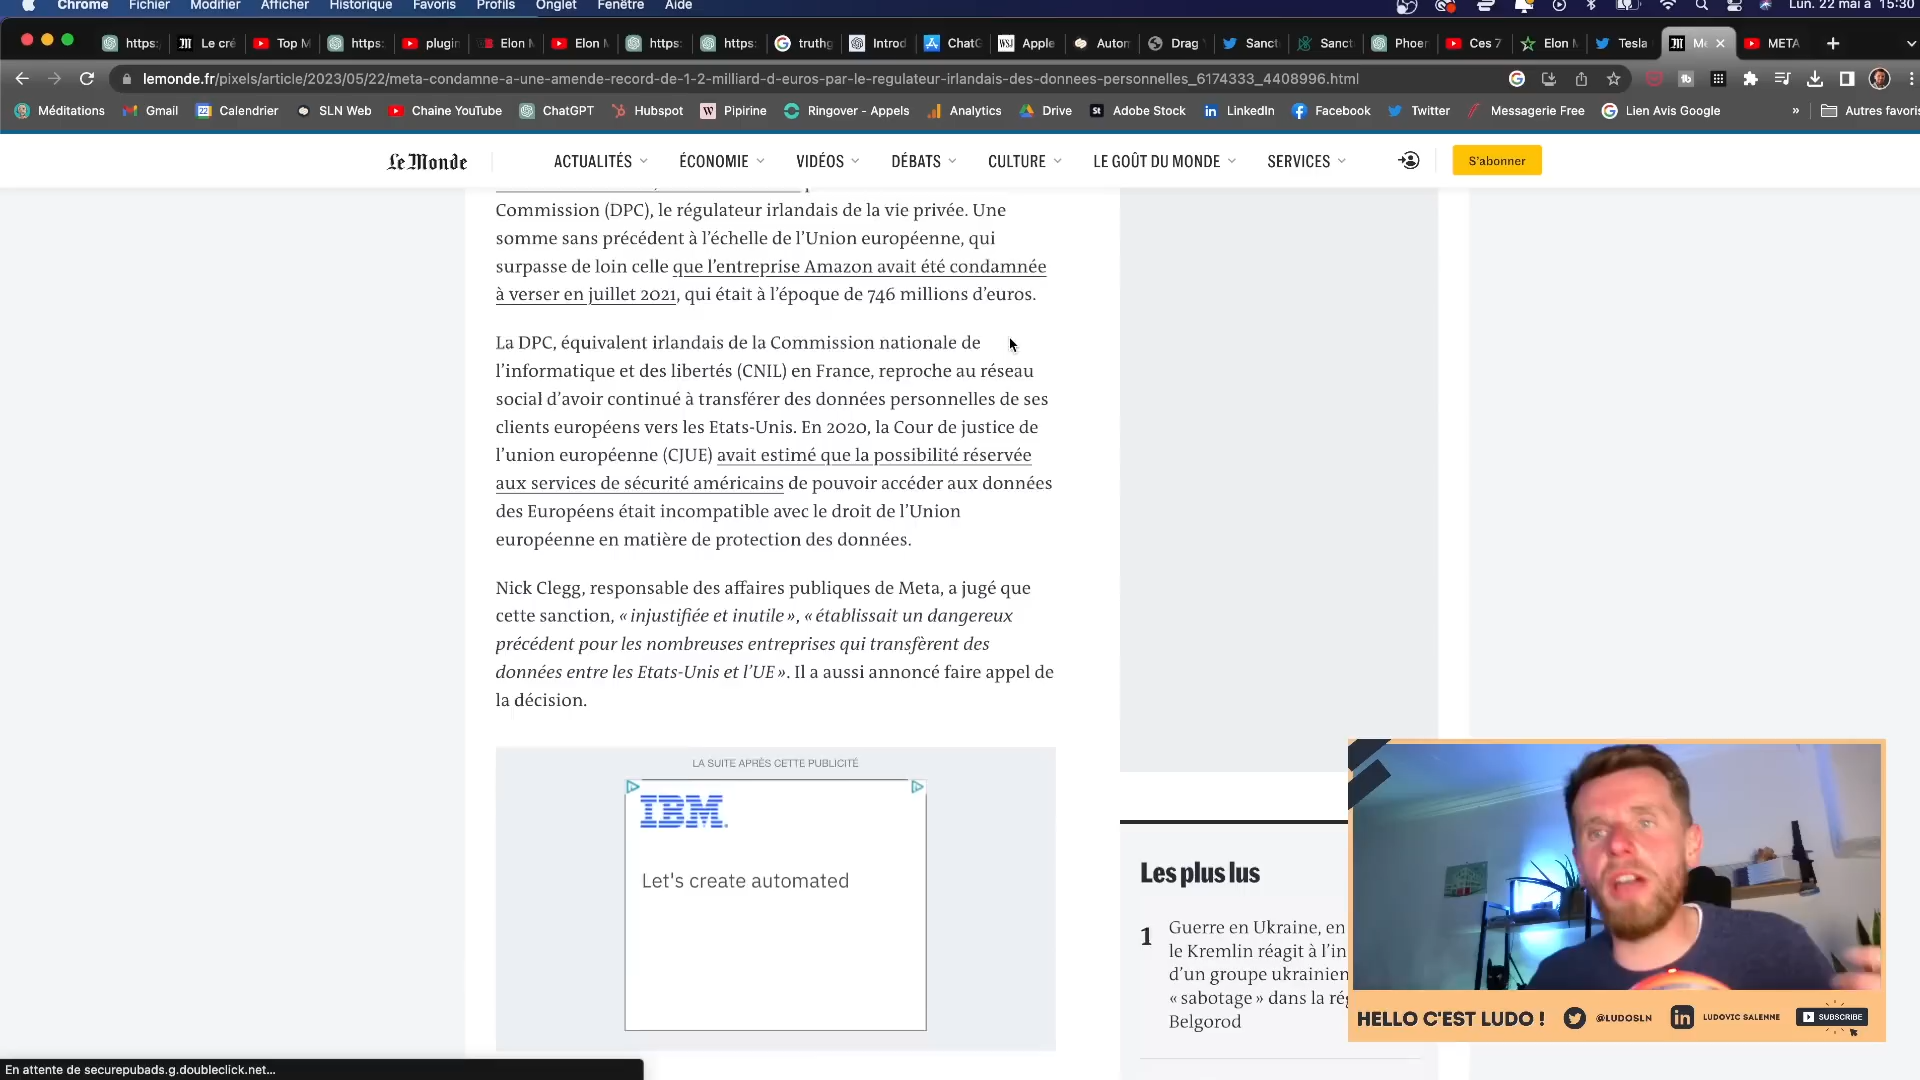 Chrome Fichier Modifier Afficher Historique Favoris Profils Onglet Fenêtre Aide Lun. 22 mai à 15:30
https: Le cré Top M https: plugin Elon M Elon M https: https: truthg Introd ChatG Apple Autom Drag Sanct Sanct Phoen Ces 7 Elon M Tesla Me META
lemonde.fr/pixels/article/2023/05/22/meta-condamne-a-une-amende-record-de-1-2-milliard-d-euros-par-le-regulateur-irlandais-des-donnees-personnelles_6174333_4408996.html
Méditations Gmail Calendrier SLN Web Chaine YouTube ChatGPT Hubspot Pipirine Ringover - Appels Analytics Drive Adobe Stock LinkedIn Facebook Twitter Messagerie Free Lien Avis Google » Autres favoris
Le Monde ACTUALITÉS ÉCONOMIE VIDÉOS DÉBATS CULTURE LE GOÛT DU MONDE SERVICES S'abonner
Commission (DPC), le régulateur irlandais de la vie privée. Une
somme sans précédent à l’échelle de l’Union européenne, qui
surpasse de loin celle que l’entreprise Amazon avait été condamnée
à verser en juillet 2021, qui était à l’époque de 746 millions d’euros.
La DPC, équivalent irlandais de la Commission nationale de
l’informatique et des libertés (CNIL) en France, reproche au réseau
social d’avoir continué à transférer des données personnelles de ses
clients européens vers les Etats-Unis. En 2020, la Cour de justice de
l’union européenne (CJUE) avait estimé que la possibilité réservée
aux services de sécurité américains de pouvoir accéder aux données
des Européens était incompatible avec le droit de l’Union
européenne en matière de protection des données.
Nick Clegg, responsable des affaires publiques de Meta, a jugé que
cette sanction, « injustifiée et inutile », « établissait un dangereux
précédent pour les nombreuses entreprises qui transfèrent des
données entre les Etats-Unis et l’UE ». Il a aussi annoncé faire appel de
la décision.
LA SUITE APRÈS CETTE PUBLICITÉ
IBM
Let's create automated
Les plus lus
1 Guerre en Ukraine, en
le Kremlin réagit à l’in
d’un groupe ukrainien
« sabotage » dans la rég
Belgorod
HELLO C'EST LUDO ! @LUDOSLN LUDOVIC SALENNE SUBSCRIBE
En attente de securepubads.g.doubleclick.net...